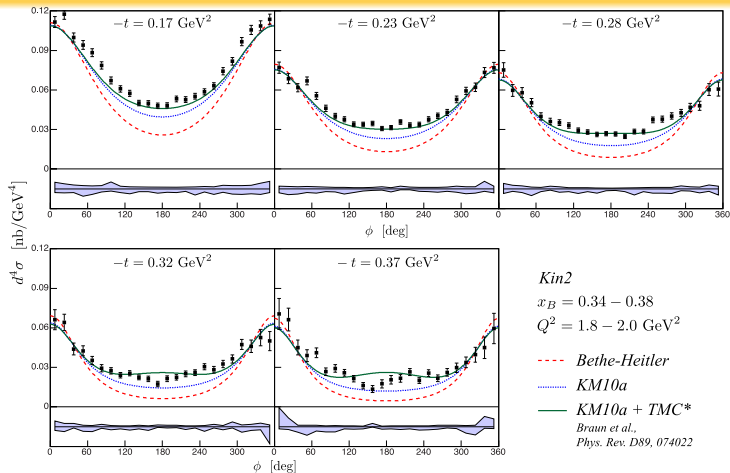 −t = 0.17 GeV²
−t = 0.23 GeV²
−t = 0.28 GeV²
0.12
0.09
0.06
0.03
0
0 60 120 180 240 300
0 60 120 180 240 300
0 60 120 180 240 300 360
ϕ [deg]
d⁴σ [nb/GeV⁴]
−t = 0.32 GeV²
− t = 0.37 GeV²
0.12
0.09
0.06
0.03
0
0 60 120 180 240 300
0 60 120 180 240 300 360
ϕ [deg]
Kin2
x_B = 0.34 − 0.38
Q² = 1.8 − 2.0 GeV²
Bethe-Heitler
KM10a
KM10a + TMC*
Braun et al.,
Phys. Rev. D89, 074022